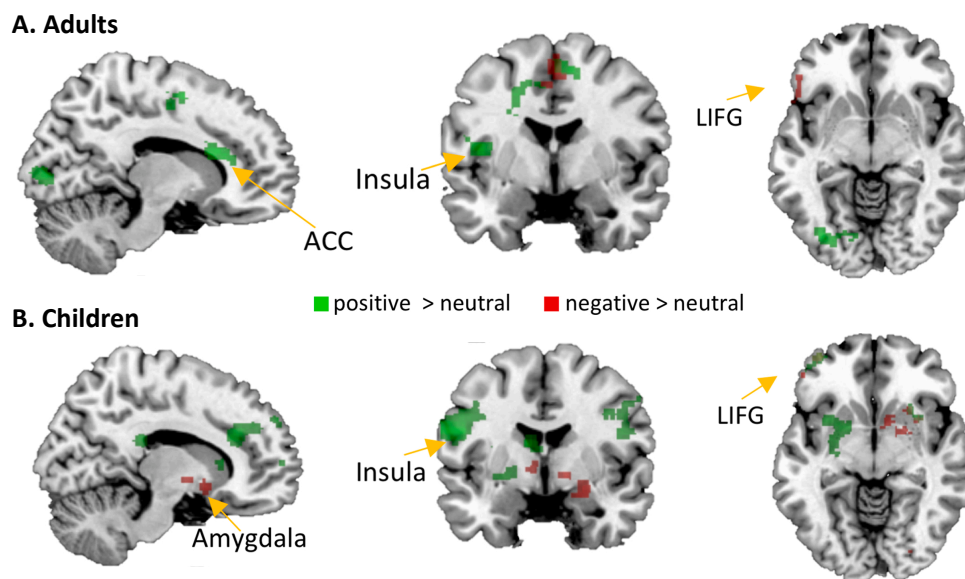 A. Adults
LIFG
Insula
ACC
positive > neutral
negative > neutral
B. Children
LIFG
Insula
Amygdala